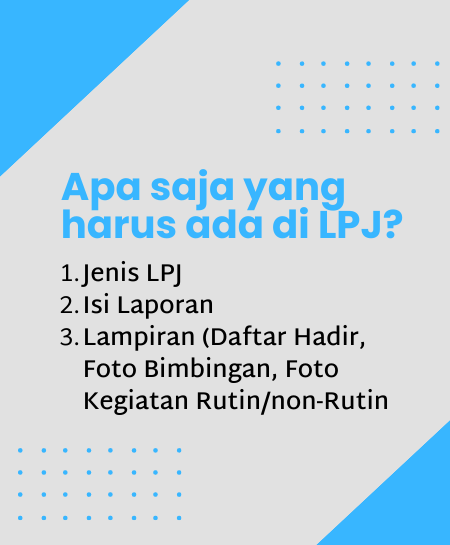 Apa saja yang
harus ada di LPJ?
1. Jenis LPJ
2. Isi Laporan
3. Lampiran (Daftar Hadir,
Foto Bimbingan, Foto
Kegiatan Rutin/non-Rutin